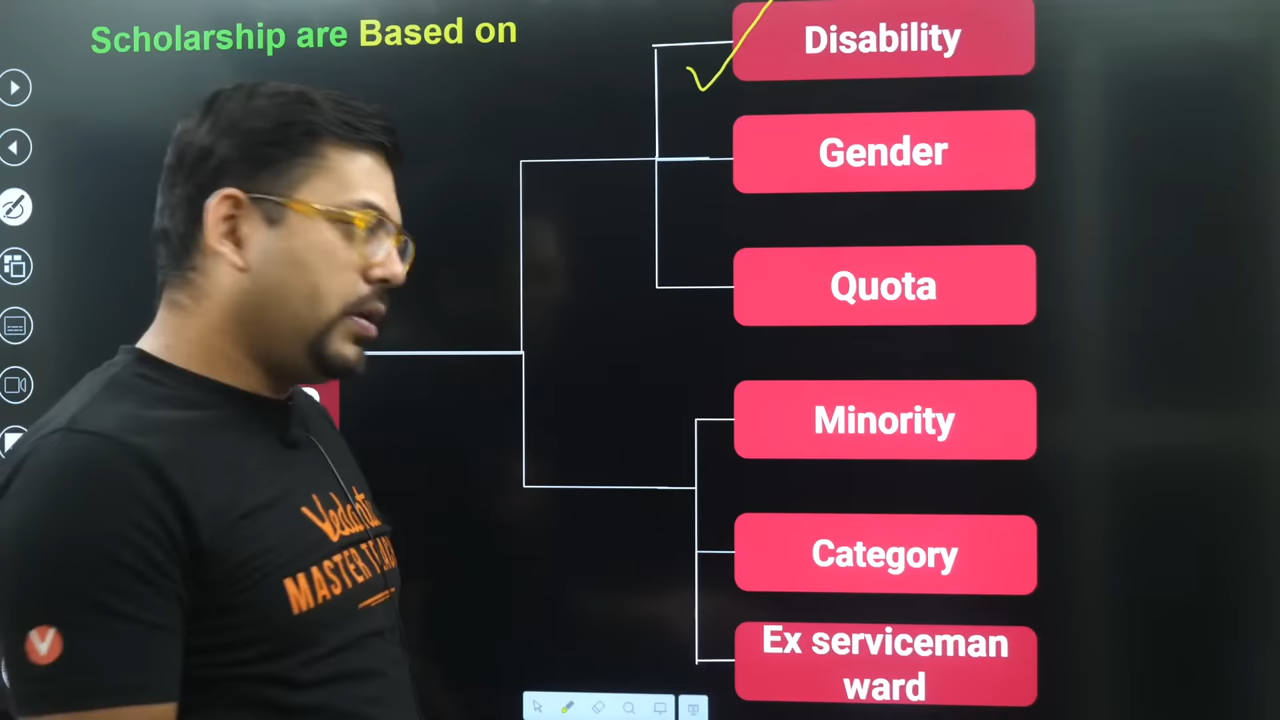 Scholarship are Based on
Disability
Gender
Quota
Minority
Category
Ex serviceman
ward
MASTER
V